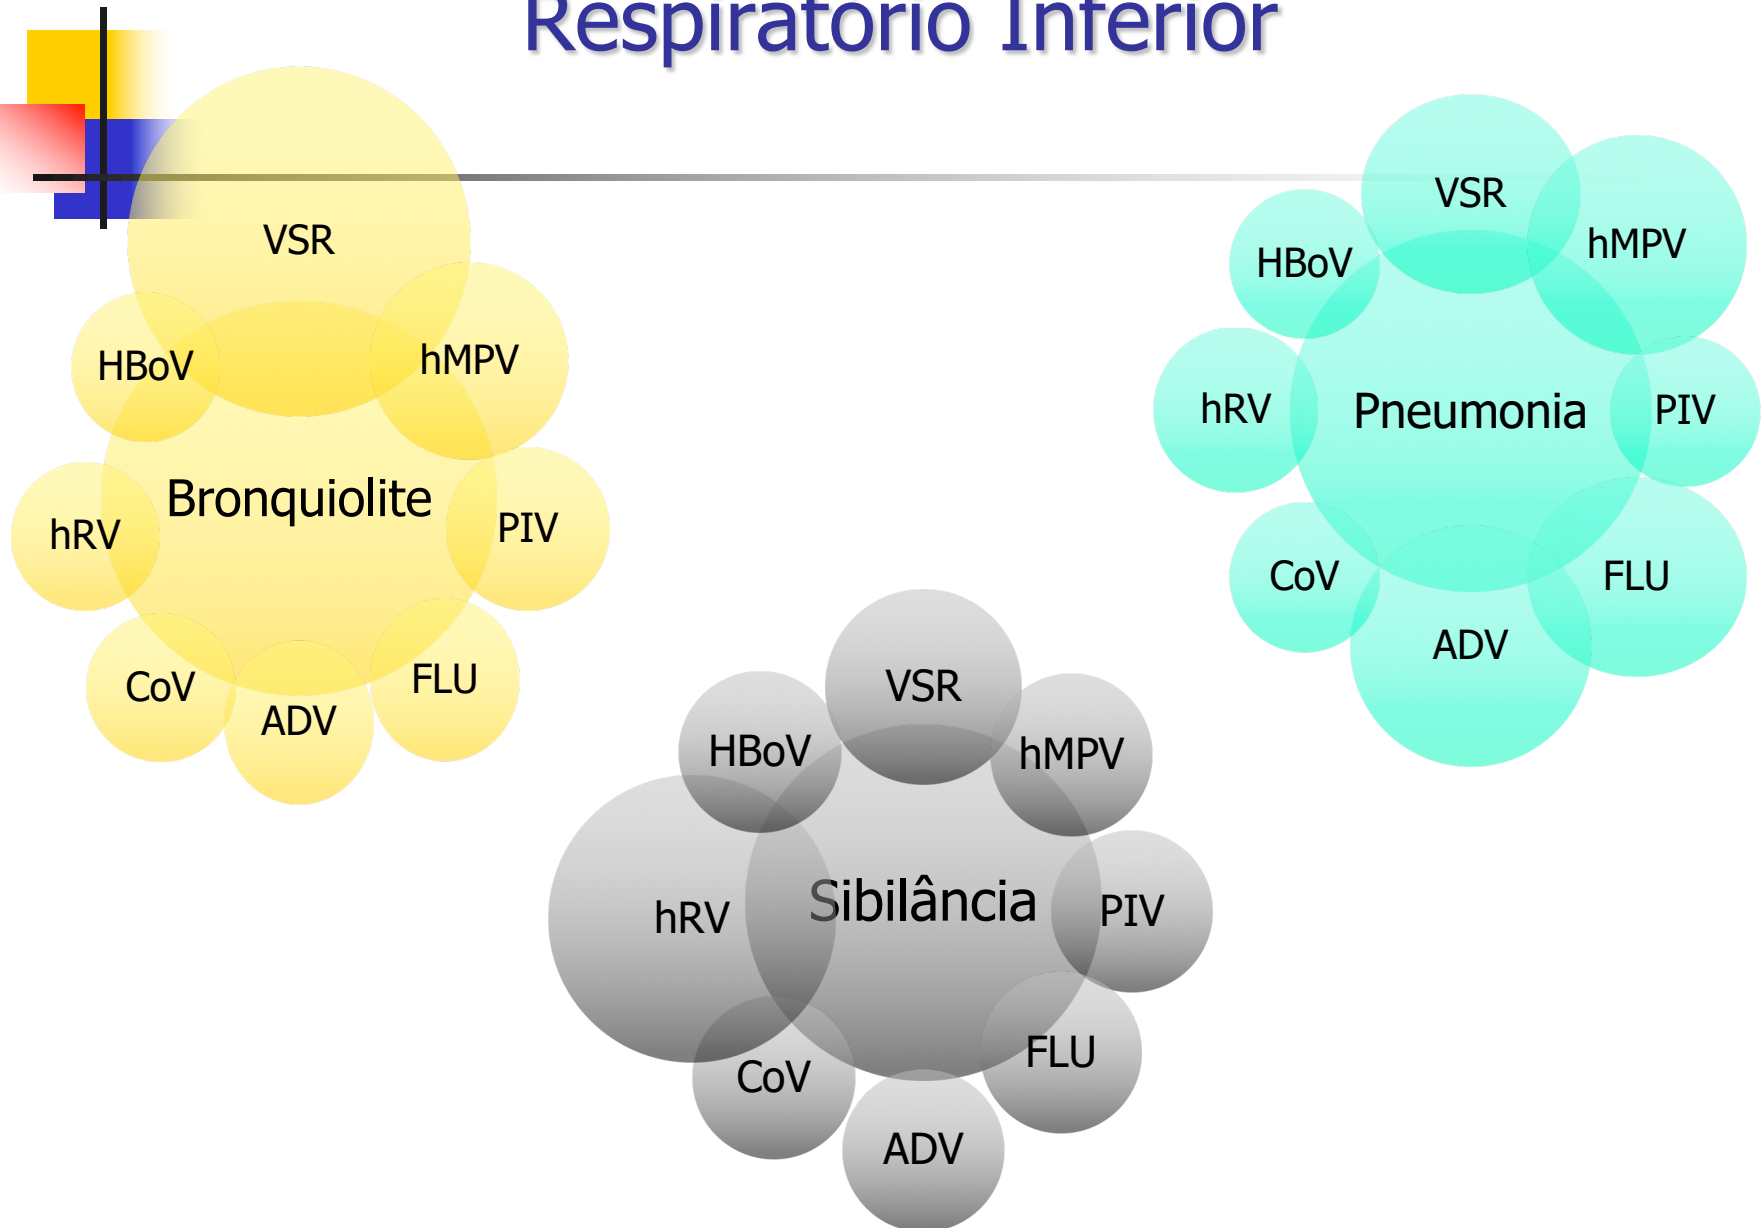 Respiratório Inferior
VSR
HBoV
hMPV
Bronquiolite
hRV
PIV
CoV
ADV
FLU
VSR
HBoV
hMPV
hRV
Pneumonia
PIV
CoV
FLU
ADV
VSR
HBoV
hMPV
hRV
Sibilância
PIV
CoV
FLU
ADV